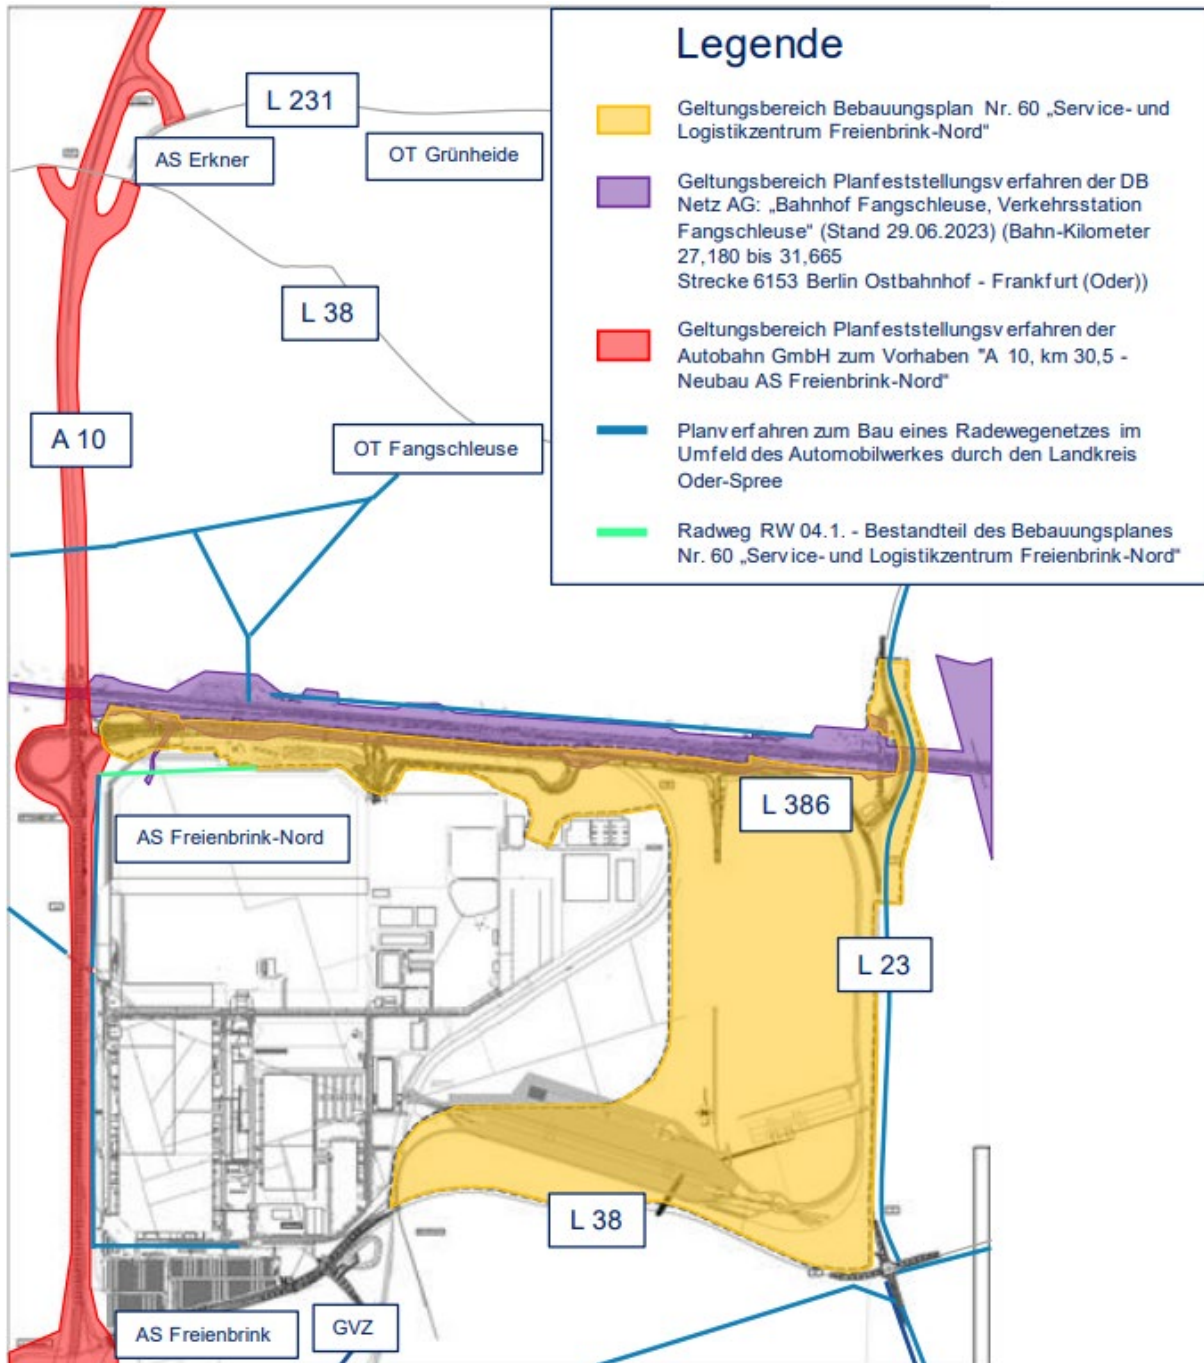 Legende
Geltungsbereich Bebauungsplan Nr. 60 „Service- und
Logistikzentrum Freienbrink-Nord"
Geltungsbereich Planfeststellungsverfahren der DB
Netz AG: „Bahnhof Fangschleuse, Verkehrsstation
Fangschleuse" (Stand 29.06.2023) (Bahn-Kilometer
27,180 bis 31,665
Strecke 6153 Berlin Ostbahnhof - Frankfurt (Oder))
Geltungsbereich Planfeststellungsverfahren der
Autobahn GmbH zum Vorhaben "A 10, km 30,5 -
Neubau AS Freienbrink-Nord"
Planverfahren zum Bau eines Radewegenetzes im
Umfeld des Automobilwerkes durch den Landkreis
Oder-Spree
Radweg RW 04.1. - Bestandteil des Bebauungsplanes
Nr. 60 „Service- und Logistikzentrum Freienbrink-Nord"
L 231
AS Erkner
OT Grünheide
L 38
A 10
OT Fangschleuse
L 386
AS Freienbrink-Nord
L 23
L 38
AS Freienbrink
GVZ